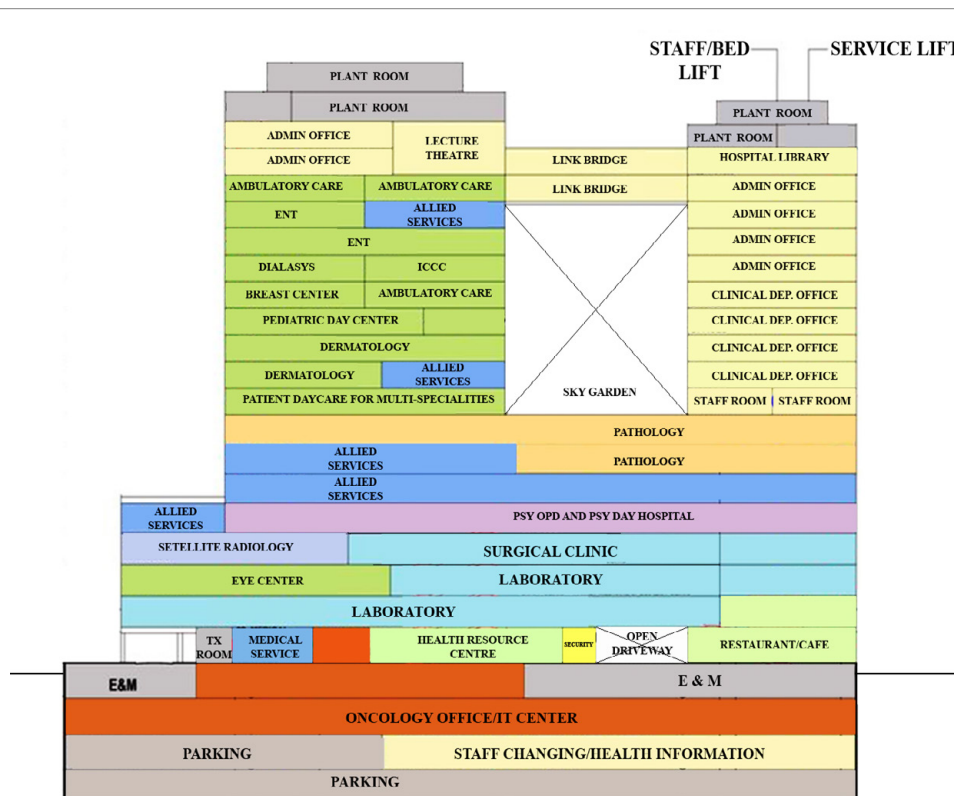 STAFF/BED
LIFT
SERVICE LIFT
PLANT ROOM
PLANT ROOM
PLANT ROOM
PLANT ROOM
ADMIN OFFICE
LECTURE
THEATRE
ADMIN OFFICE
LINK BRIDGE
HOSPITAL LIBRARY
AMBULATORY CARE
AMBULATORY CARE
LINK BRIDGE
ADMIN OFFICE
ENT
ALLIED
SERVICES
ADMIN OFFICE
ENT
ADMIN OFFICE
DIALASYS
ICCC
ADMIN OFFICE
BREAST CENTER
AMBULATORY CARE
CLINICAL DEP. OFFICE
PEDIATRIC DAY CENTER
CLINICAL DEP. OFFICE
DERMATOLOGY
CLINICAL DEP. OFFICE
DERMATOLOGY
ALLIED
SERVICES
CLINICAL DEP. OFFICE
SKY GARDEN
PATIENT DAYCARE FOR MULTI-SPECIALITIES
STAFF ROOM
STAFF ROOM
PATHOLOGY
ALLIED
SERVICES
PATHOLOGY
ALLIED
SERVICES
ALLIED
SERVICES
PSY OPD AND PSY DAY HOSPITAL
SETELLITE RADIOLOGY
SURGICAL CLINIC
EYE CENTER
LABORATORY
LABORATORY
TX
ROOM
MEDICAL
SERVICE
HEALTH RESOURCE
CENTRE
SECURITY
OPEN
DRIVEWAY
RESTAURANT/CAFE
E&M
E & M
ONCOLOGY OFFICE/IT CENTER
PARKING
STAFF CHANGING/HEALTH INFORMATION
PARKING